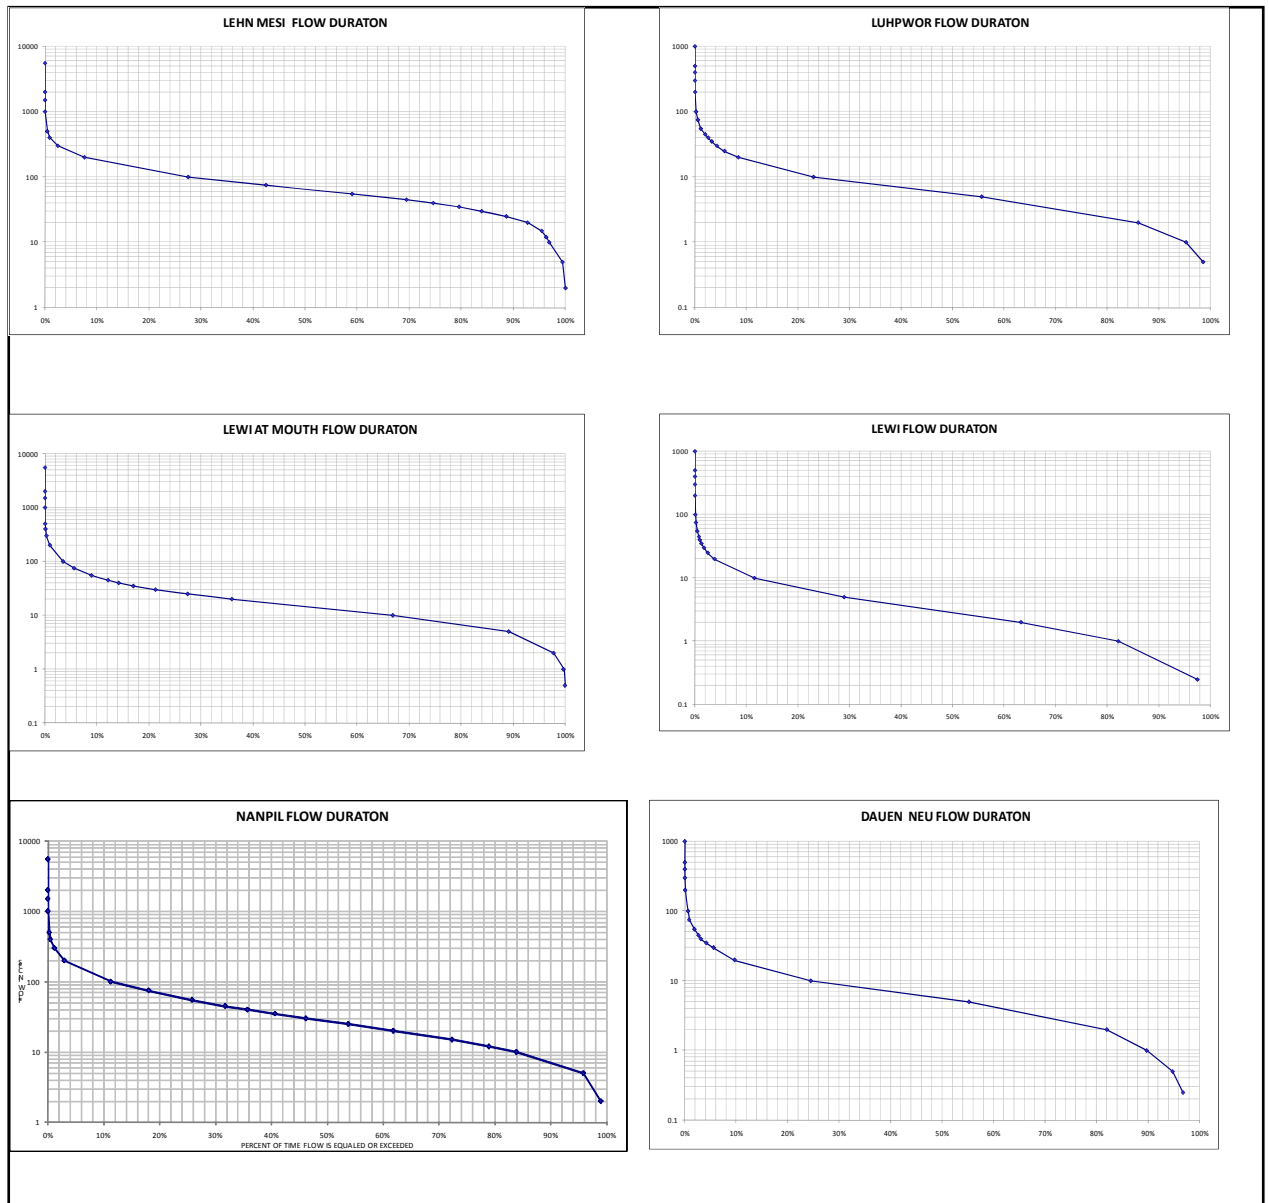 LEHN MESI FLOW DURATON
10000
1000
100
10
1
0% 10% 20% 30% 40% 50% 60% 70% 80% 90% 100%
LUHPWOR FLOW DURATON
1000
100
10
1
0.1
0% 10% 20% 30% 40% 50% 60% 70% 80% 90% 100%
LEWI AT MOUTH FLOW DURATON
10000
1000
100
10
1
0.1
0% 10% 20% 30% 40% 50% 60% 70% 80% 90% 100%
LEWI FLOW DURATON
1000
100
10
1
0.1
0% 10% 20% 30% 40% 50% 60% 70% 80% 90% 100%
NANPIL FLOW DURATON
10000
1000
100
10
1
0% 10% 20% 30% 40% 50% 60% 70% 80% 90% 100%
PERCENT OF TIME FLOW IS EQUALED OR EXCEEDED
DAUEN NEU FLOW DURATON
1000
100
10
1
0.1
0% 10% 20% 30% 40% 50% 60% 70% 80% 90% 100%